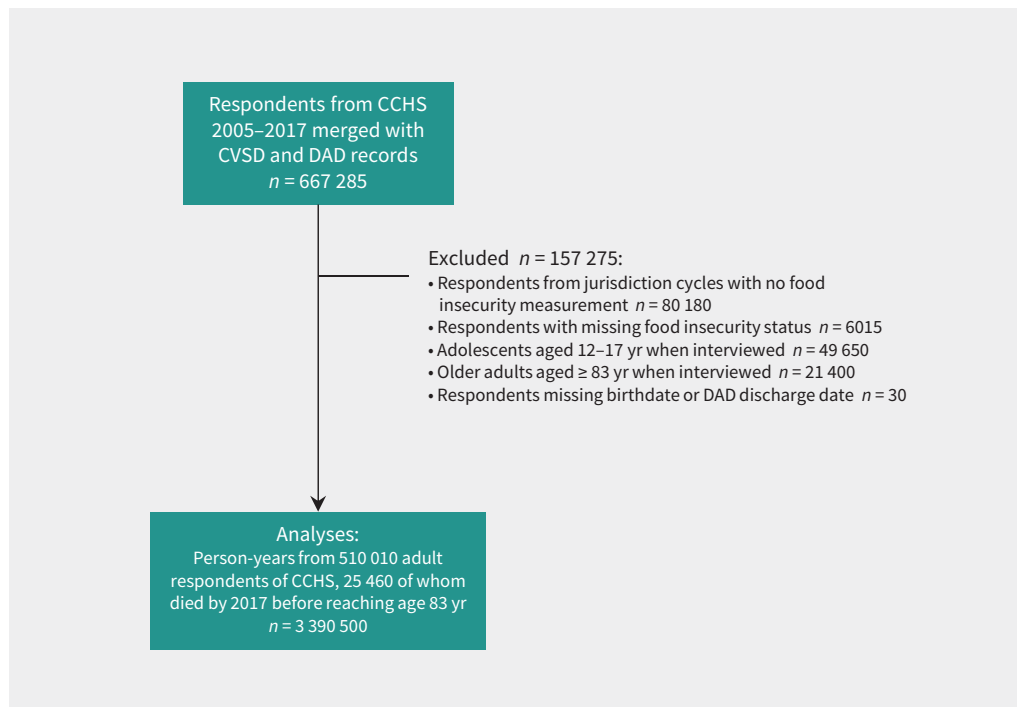 Respondents from CCHS
2005–2017 merged with
CVSD and DAD records
n = 667 285
Excluded n = 157 275:
• Respondents from jurisdiction cycles with no food
insecurity measurement n = 80 180
• Respondents with missing food insecurity status n = 6015
• Adolescents aged 12–17 yr when interviewed n = 49 650
• Older adults aged ≥ 83 yr when interviewed n = 21 400
• Respondents missing birthdate or DAD discharge date n = 30
Analyses:
Person-years from 510 010 adult
respondents of CCHS, 25 460 of whom
died by 2017 before reaching age 83 yr
n = 3 390 500